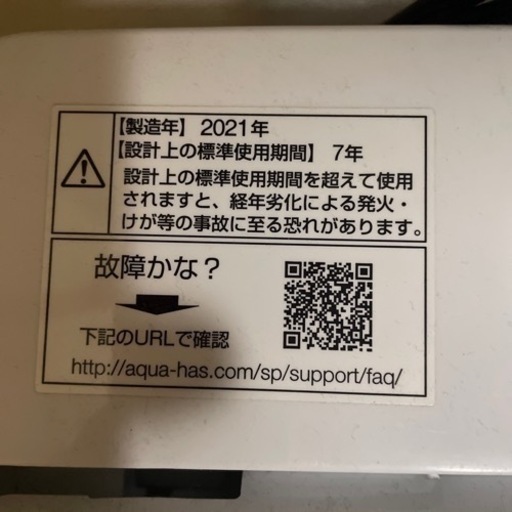 【製造年】 2021年
【設計上の標準使用期間】 7年
設計上の標準使用期間を超えて使用
されますと、経年劣化による発火・
けが等の事故に至る恐れがあります。
故障かな？
下記のURLで確認
http://aqua-has.com/sp/support/faq/